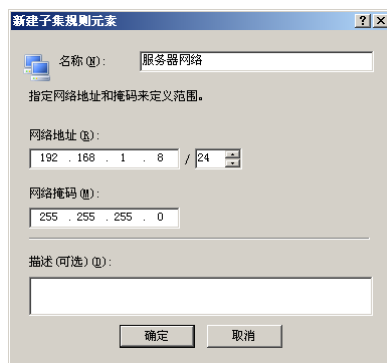 新建子集规则元素
名称(N): 服务器网络
指定网络地址和掩码来定义范围。
网络地址(R):
192 . 168 . 1 . 8 / 24
网络掩码(M):
255 . 255 . 255 . 0
描述(可选)(D):
确定 取消